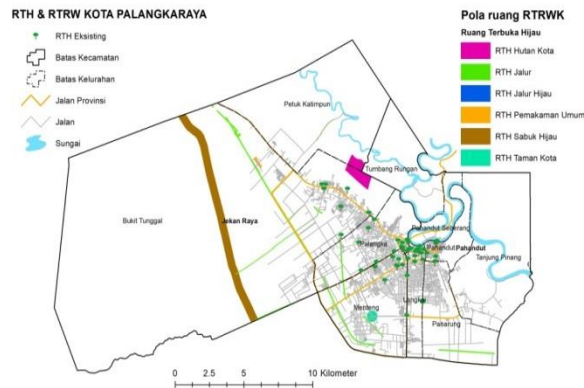 RTH & RTRW KOTA PALANGKARAYA
RTH Eksisting
Batas Kecamatan
Batas Kelurahan
Jalan Provinsi
Jalan
Sungai
Pola ruang RTRWK
Ruang Terbuka Hijau
RTH Hutan Kota
RTH Jalur
RTH Jalur Hijau
RTH Pemakaman Umum
RTH Sabuk Hijau
RTH Taman Kota
Petuk Katimpun
Tumbang Rungan
Bukit Tunggal
Jekan Raya
Pahandut Seberang
Palangka
Pahandut
Pahandut
Tanjung Pinang
Langkai
Menteng
0 2.5 5 10 Kilometer